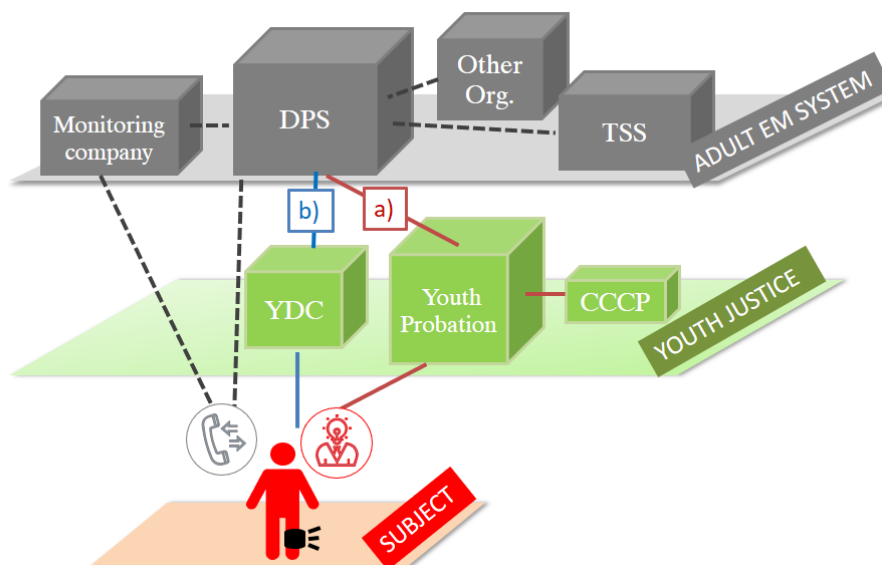 Other
Org.
Monitoring
company
DPS
TSS
ADULT EM SYSTEM
b)
a)
YDC
Youth
Probation
CCCP
YOUTH JUSTICE
SUBJECT